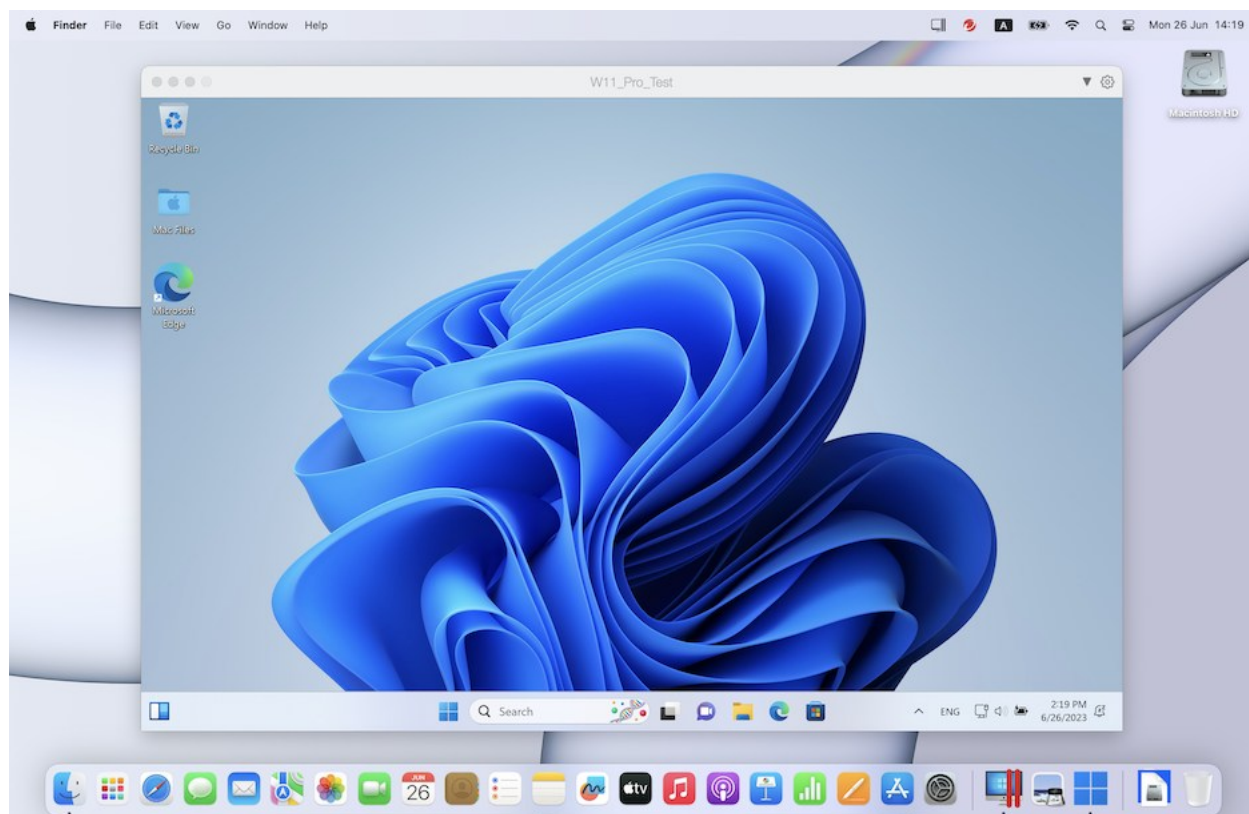 Finder File Edit View Go Window Help
A
Mon 26 Jun 14:19
W11_Pro_Test
Macintosh HD
Recycle Bin
Mac Files
Microsoft
Edge
Search
ENG
2:19 PM
6/26/2023
JUN
26
tv